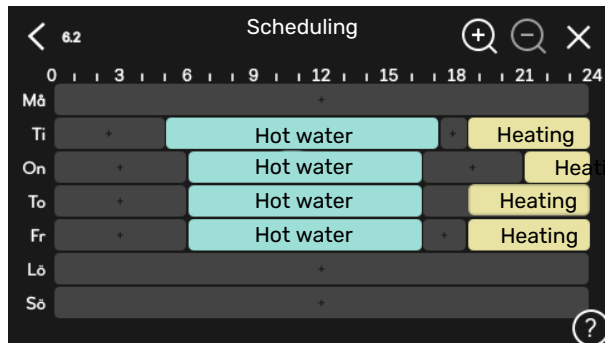 6.2 Scheduling
0 3 6 9 12 15 18 21 24
Må
Ti Hot water Heating
On Hot water Heati
To Hot water Heating
Fr Hot water Heating
Lö
Sö
?